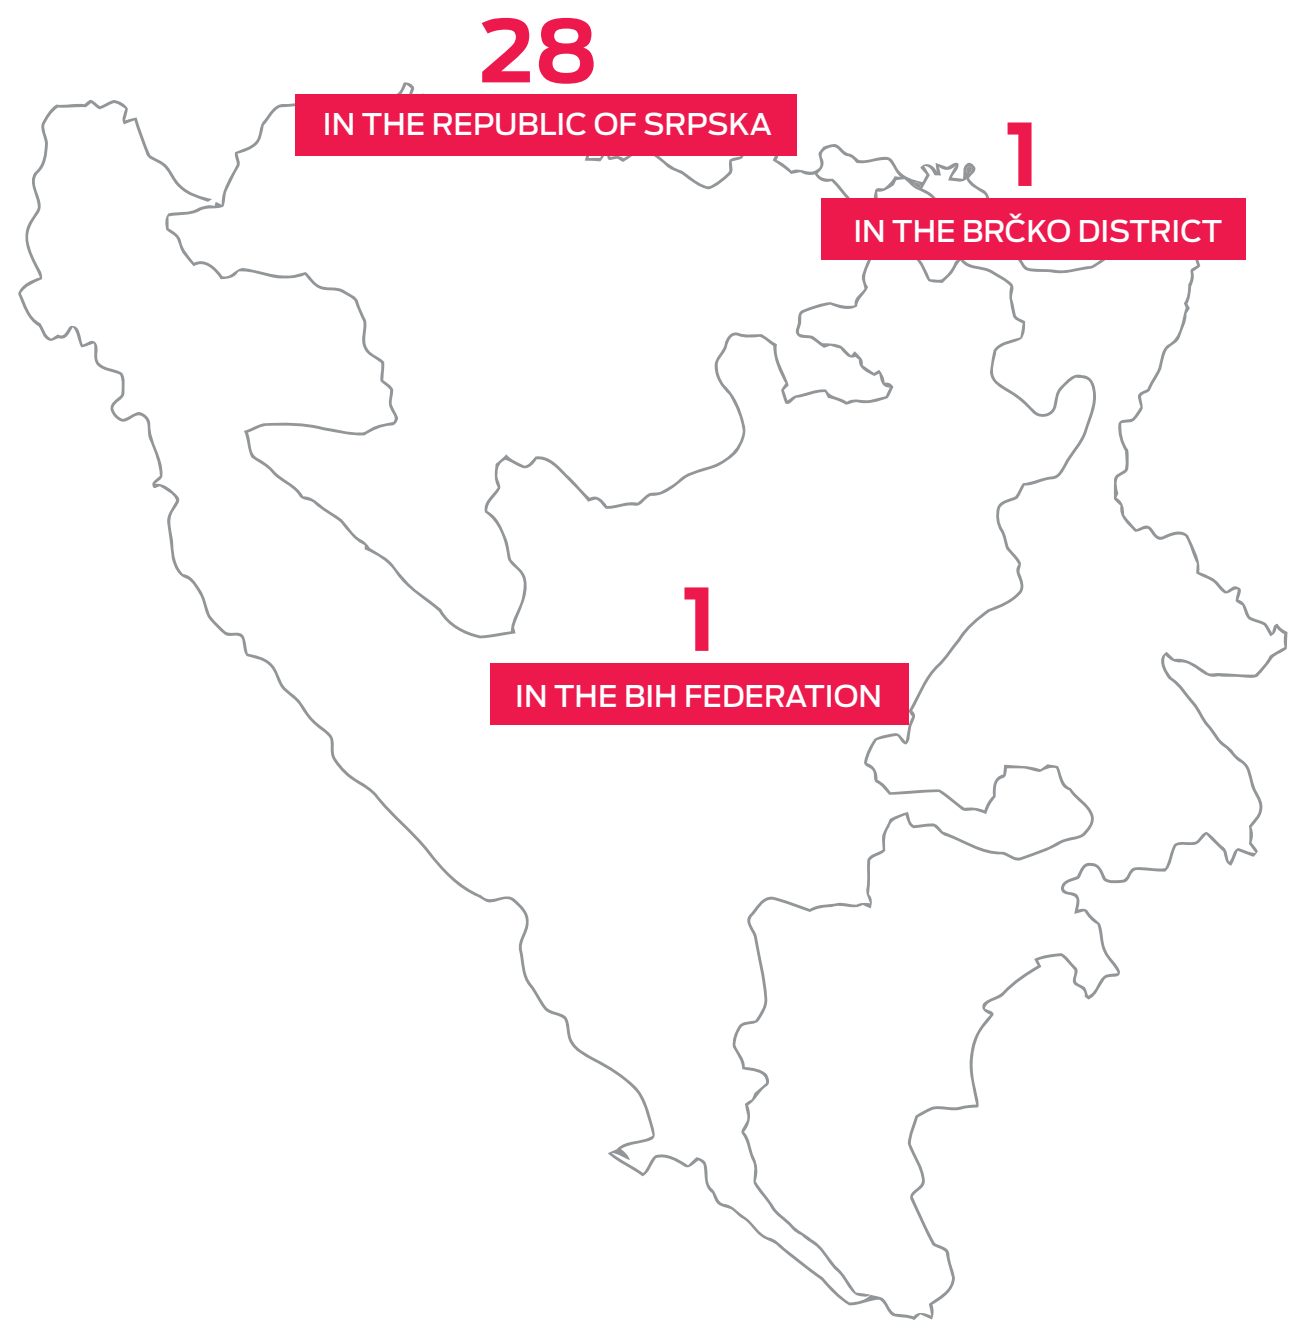 28
IN THE REPUBLIC OF SRPSKA
1
IN THE BRČKO DISTRICT
1
IN THE BIH FEDERATION